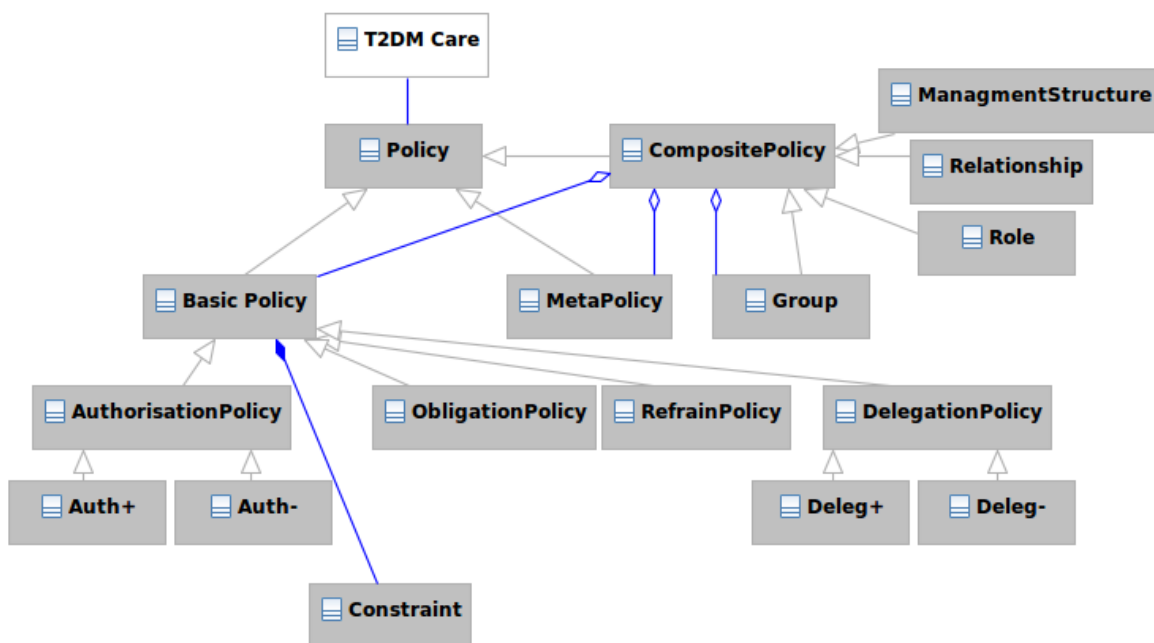 T2DM Care
ManagmentStructure
Policy
CompositePolicy
Relationship
Role
Basic Policy
MetaPolicy
Group
AuthorisationPolicy
ObligationPolicy
RefrainPolicy
DelegationPolicy
Auth+
Auth-
Deleg+
Deleg-
Constraint